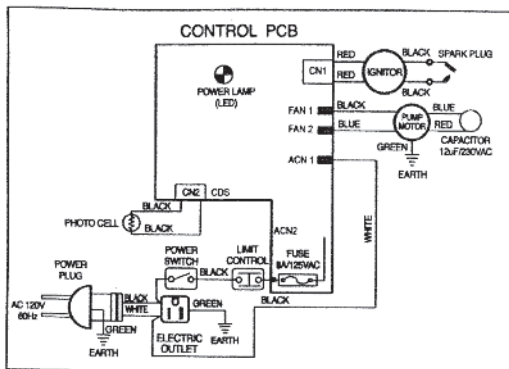 CONTROL PCB
RED
BLACK
SPARK PLUG
CN1
IGNITOR
RED
BLACK
POWER LAMP
(LED)
FAN 1
BLACK
BLUE
PUMP
MOTOR
FAN 2
BLUE
RED
CAPACITOR
12uF/230VAC
GREEN
EARTH
ACN 1
CN2
CDS
BLACK
PHOTO CELL
BLACK
ACN2
WHITE
POWER
SWITCH
LIMIT
CONTROL
FUSE
8A/125VAC
BLACK
POWER
PLUG
BLACK
AC 120V
60Hz
BLACK
WHITE
GREEN
GREEN
EARTH
EARTH
ELECTRIC
OUTLET